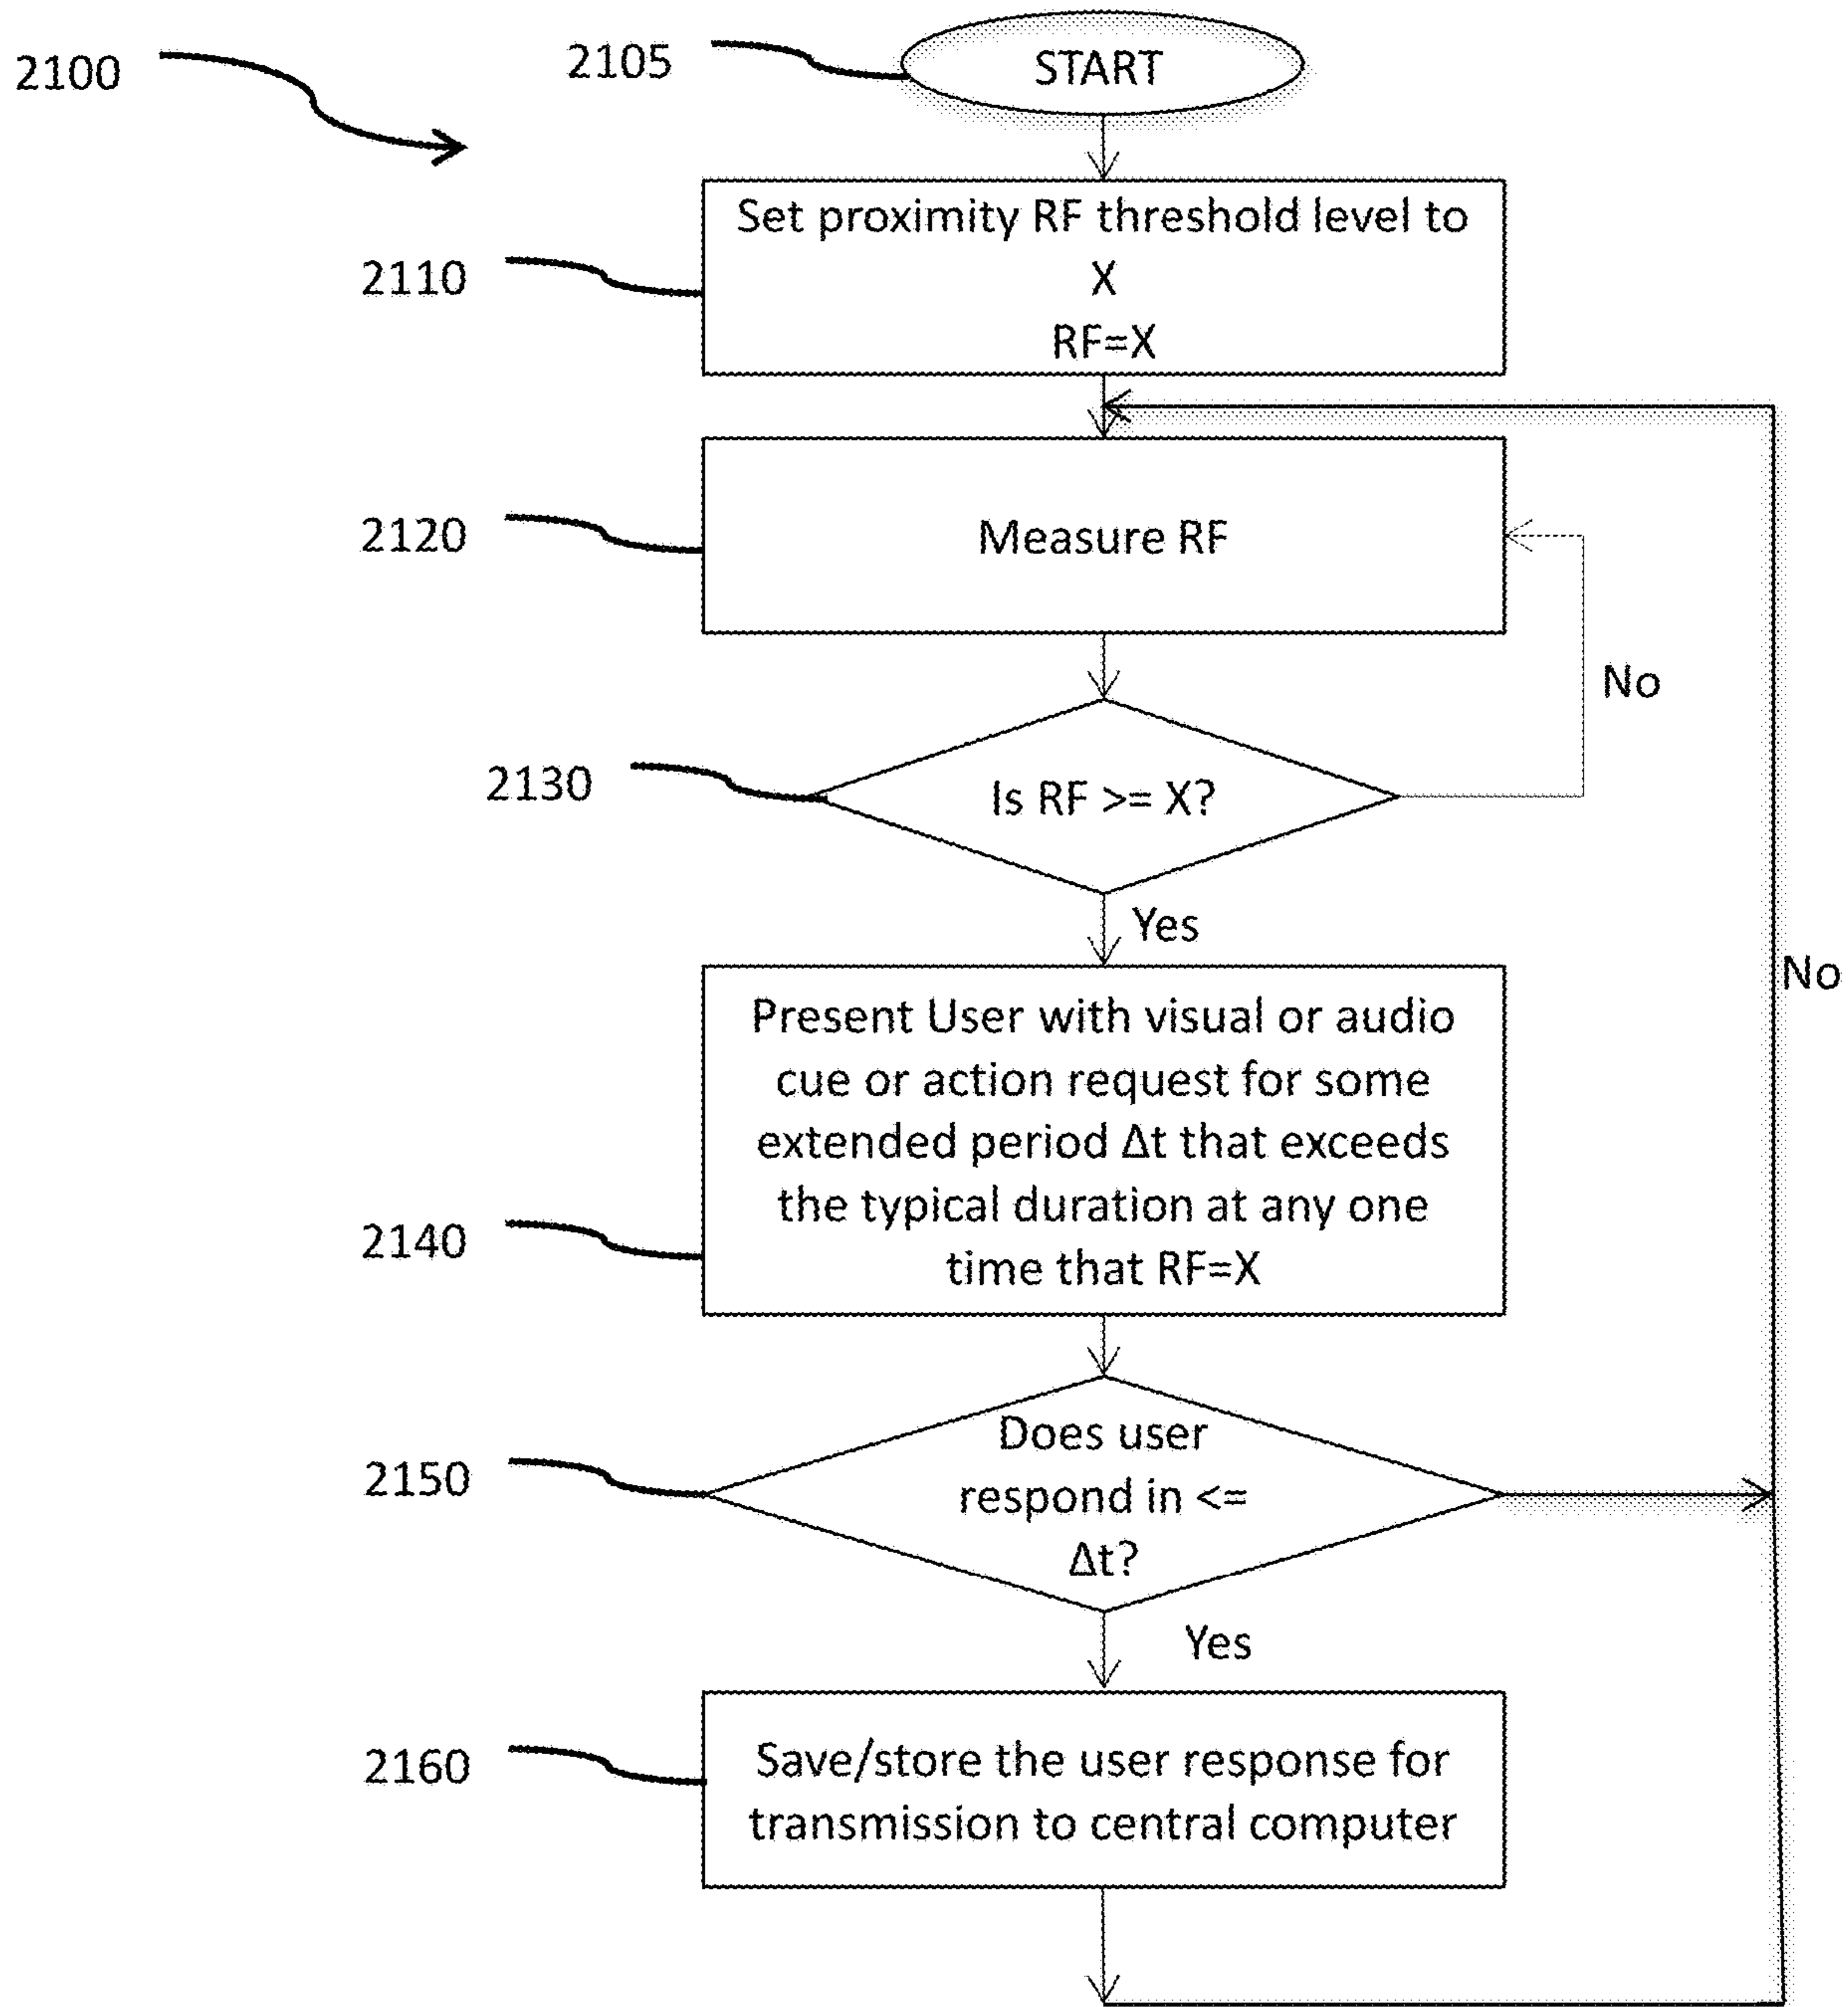 2100
2105
START
2110
Set proximity RF threshold level to
X
RF=X
2120
Measure RF
No
2130
Is RF >= X?
Yes
No
2140
Present User with visual or audio
cue or action request for some
extended period Δt that exceeds
the typical duration at any one
time that RF=X
2150
Does user
respond in <=
Δt?
Yes
2160
Save/store the user response for
transmission to central computer